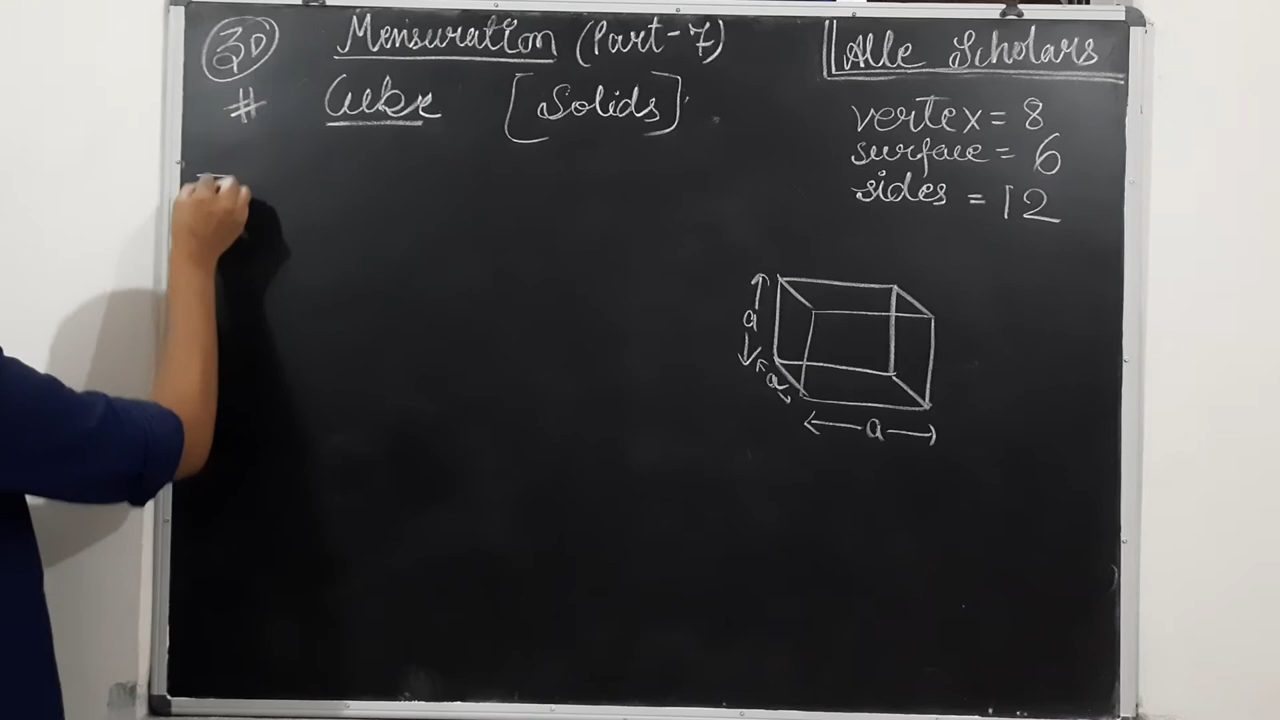 3D Mensuration (Part-7)
Alle Scholars
# Cube [Solids]
vertex = 8
surface = 6
sides = 12
a
a
a